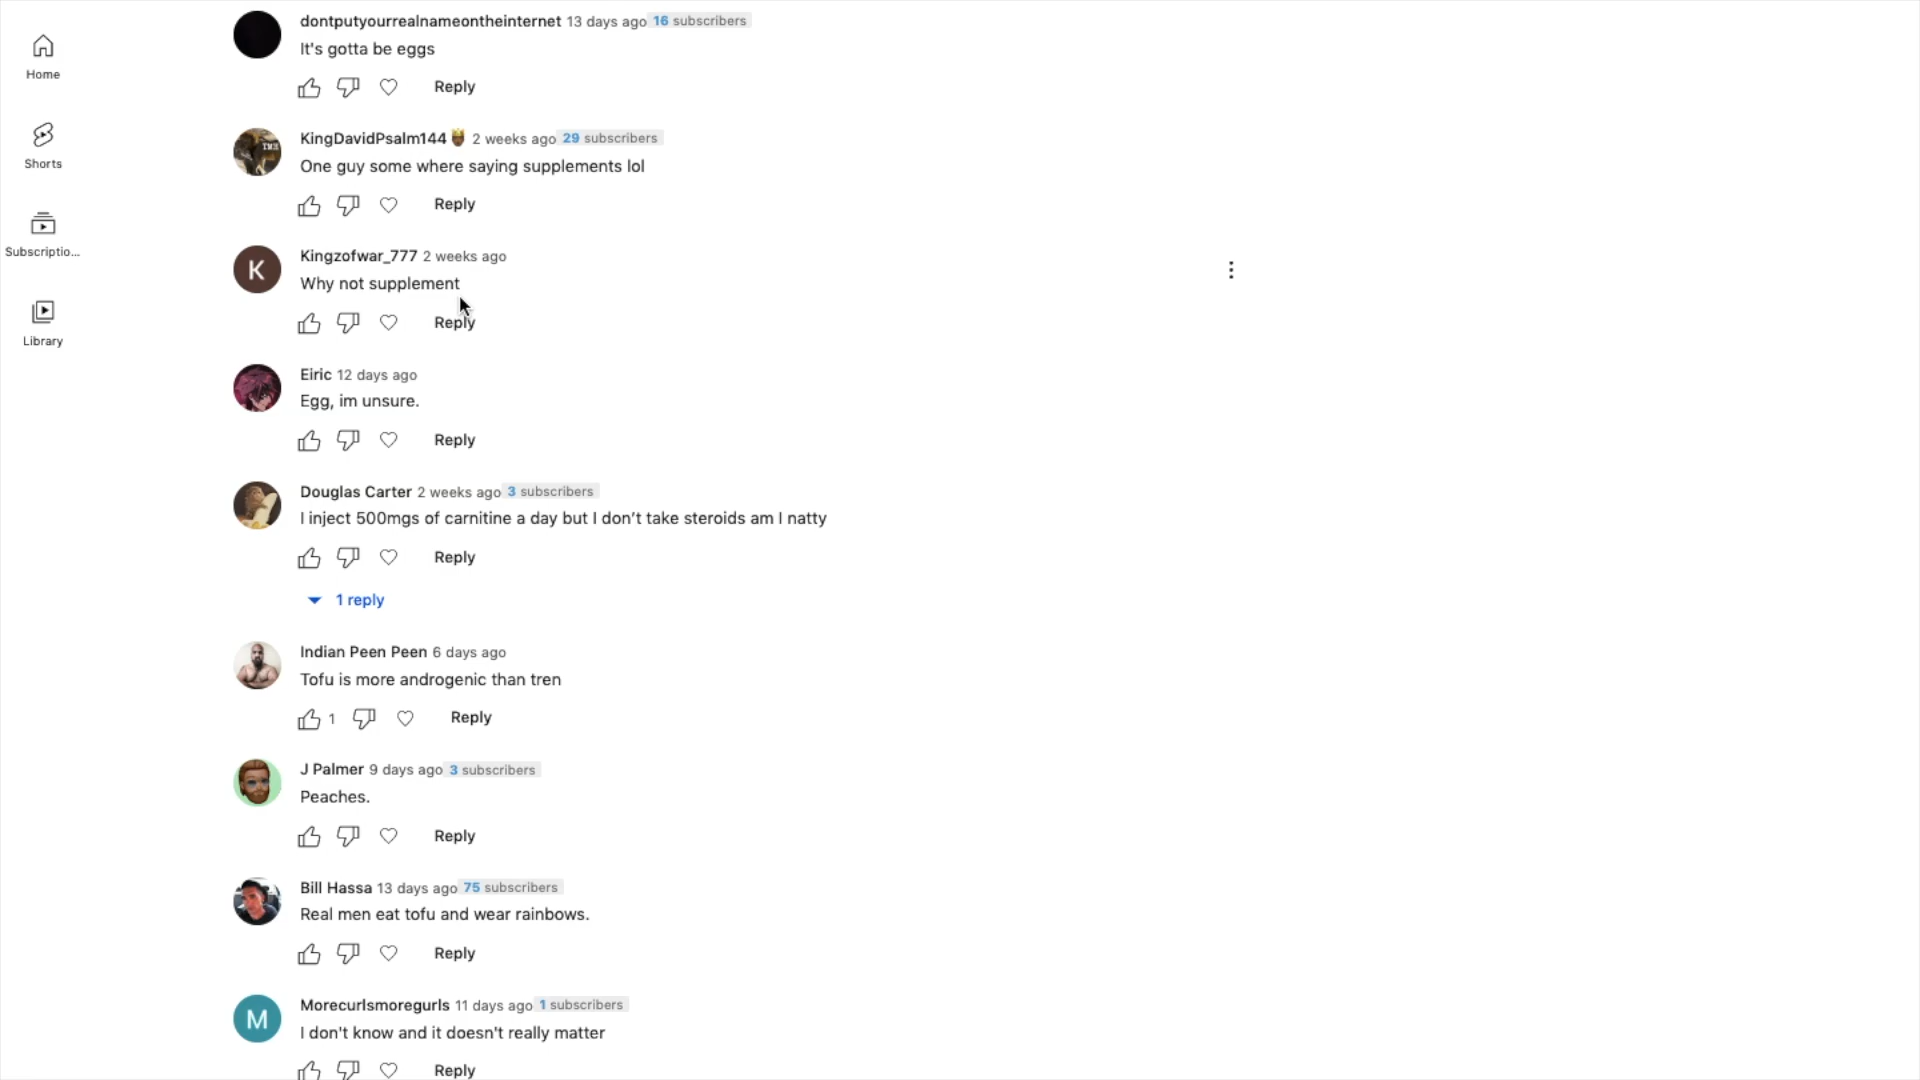 Home
Shorts
Subscriptio...
Library
dontputyourrealnameontheinternet 13 days ago 16 subscribers
It's gotta be eggs
Reply
KingDavidPsalm144 2 weeks ago 29 subscribers
One guy some where saying supplements lol
Reply
K
Kingzofwar_777 2 weeks ago
Why not supplement
Reply
Eiric 12 days ago
Egg, im unsure.
Reply
Douglas Carter 2 weeks ago 3 subscribers
I inject 500mgs of carnitine a day but I don’t take steroids am I natty
Reply
1 reply
Indian Peen Peen 6 days ago
Tofu is more androgenic than tren
1 Reply
J Palmer 9 days ago 3 subscribers
Peaches.
Reply
Bill Hassa 13 days ago 75 subscribers
Real men eat tofu and wear rainbows.
Reply
M
Morecurlsmoregurls 11 days ago 1 subscribers
I don't know and it doesn't really matter
Reply